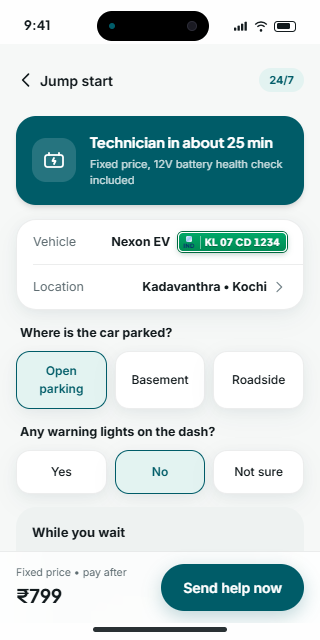 9:41
Jump start
24/7
Technician in about 25 min
Fixed price, 12V battery health check
included
Vehicle
Nexon EV
IND
KL 07 CD 1234
Location
Kadavanthra • Kochi
Where is the car parked?
Open
parking
Basement
Roadside
Any warning lights on the dash?
Yes
No
Not sure
While you wait
Fixed price • pay after
₹799
Send help now